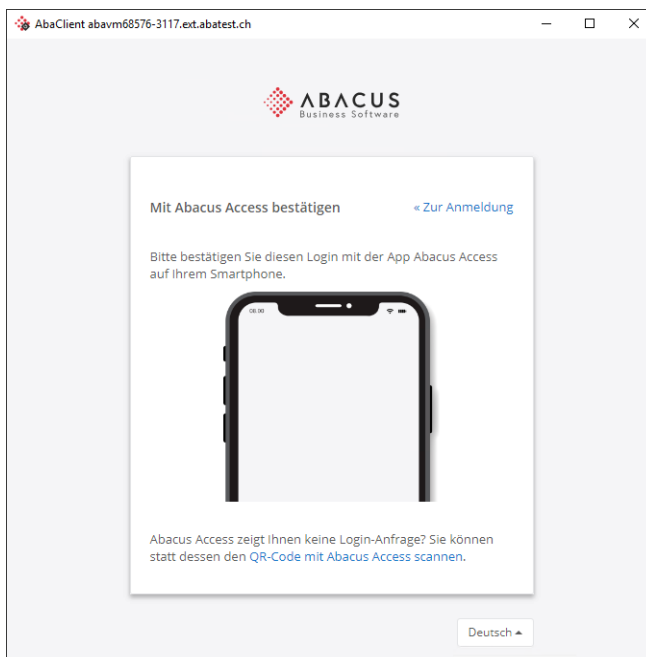 AbaClient abavm68576-3117.ext.abatest.ch
ABACUS
Business Software
Mit Abacus Access bestätigen
« Zur Anmeldung
Bitte bestätigen Sie diesen Login mit der App Abacus Access
auf Ihrem Smartphone.
08.00
Abacus Access zeigt Ihnen keine Login-Anfrage? Sie können
statt dessen den QR-Code mit Abacus Access scannen.
Deutsch